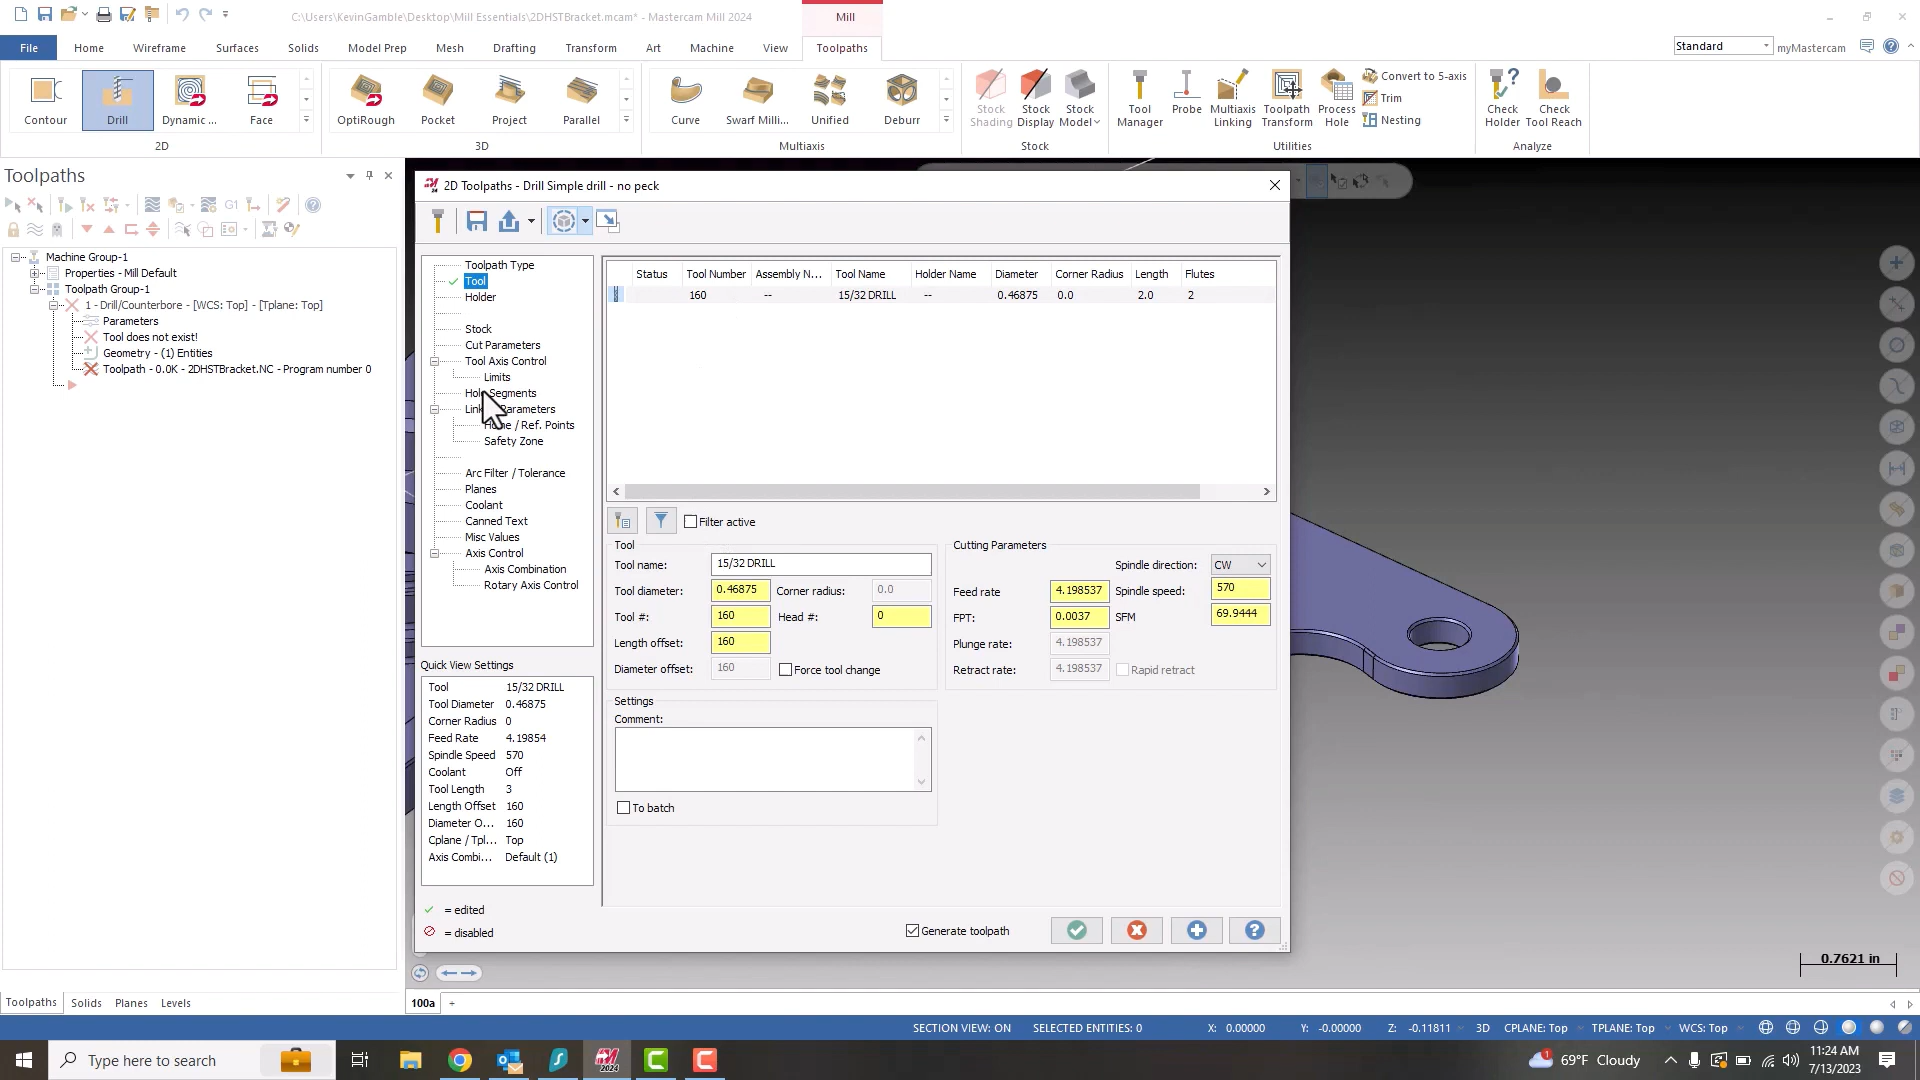 C:\Users\KevinGamble\Desktop\Mill Essentials\2DHSTBracket.mcam* - Mastercam Mill 2024
Mill
File Home Wireframe Surfaces Solids Model Prep Mesh Drafting Transform Art Machine View Toolpaths
Standard myMastercam
Contour Drill Dynamic ... Face OptiRough Pocket Project Parallel Curve Swarf Milli... Unified Deburr
Stock Shading Stock Display Stock Model
Tool Manager Probe Multiaxis Linking Toolpath Transform Process Hole
Convert to 5-axis
Trim
Nesting
Check Holder Check Tool Reach
2D 3D Multiaxis Stock Utilities Analyze
Toolpaths
G1
Machine Group-1
Properties - Mill Default
Toolpath Group-1
1 - Drill/Counterbore - [WCS: Top] - [Tplane: Top]
Parameters
Tool does not exist!
Geometry - (1) Entities
Toolpath - 0.0K - 2DHSTBracket.NC - Program number 0
2D Toolpaths - Drill Simple drill - no peck
Toolpath Type
Tool
Holder
Stock
Cut Parameters
Tool Axis Control
Limits
Segments
Parameters
/ Ref. Points
Safety Zone
Arc Filter / Tolerance
Planes
Coolant
Canned Text
Misc Values
Axis Control
Axis Combination
Rotary Axis Control
Status Tool Number Assembly N... Tool Name Holder Name Diameter Corner Radius Length Flutes
160 -- 15/32 DRILL -- 0.46875 0.0 2.0 2
Filter active
Tool
Tool name: 15/32 DRILL
Tool diameter: 0.46875 Corner radius: 0.0
Tool #: 160 Head #: 0
Length offset: 160
Diameter offset: 160 Force tool change
Cutting Parameters
Spindle direction: CW
Feed rate 4.198537 Spindle speed: 570
FPT: 0.0037 SFM 69.9444
Plunge rate: 4.198537
Retract rate: 4.198537 Rapid retract
Settings
Comment:
To batch
Quick View Settings
Tool 15/32 DRILL
Tool Diameter 0.46875
Corner Radius 0
Feed Rate 4.19854
Spindle Speed 570
Coolant Off
Tool Length 3
Length Offset 160
Diameter O... 160
Cplane / Tpl... Top
Axis Combi... Default (1)
= edited
= disabled
Generate toolpath
0.7621 in
Toolpaths Solids Planes Levels
100a +
SECTION VIEW: ON SELECTED ENTITIES: 0 X: 0.00000 Y: -0.00000 Z: -0.11811 3D CPLANE: Top TPLANE: Top WCS: Top
Type here to search
2024
1
69°F Cloudy
11:24 AM
7/13/2023